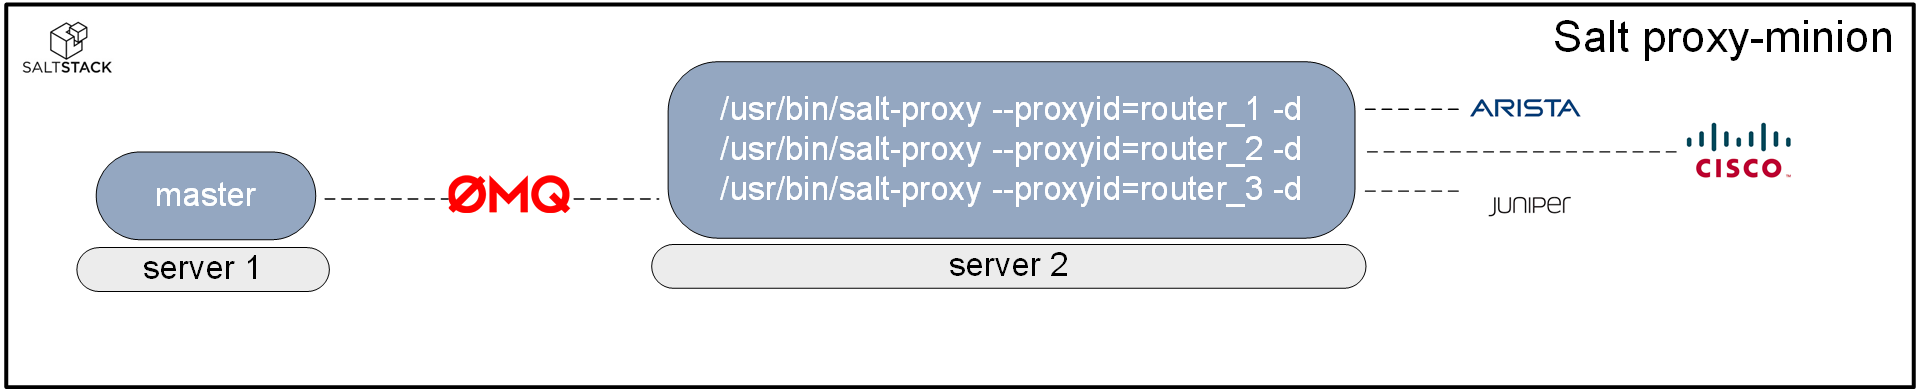 Salt proxy-minion
SALTSTACK
/usr/bin/salt-proxy --proxyid=router_1 -d
/usr/bin/salt-proxy --proxyid=router_2 -d
/usr/bin/salt-proxy --proxyid=router_3 -d
ARISTA
CISCO™
JUNIPer
master
ØMQ
server 1
server 2